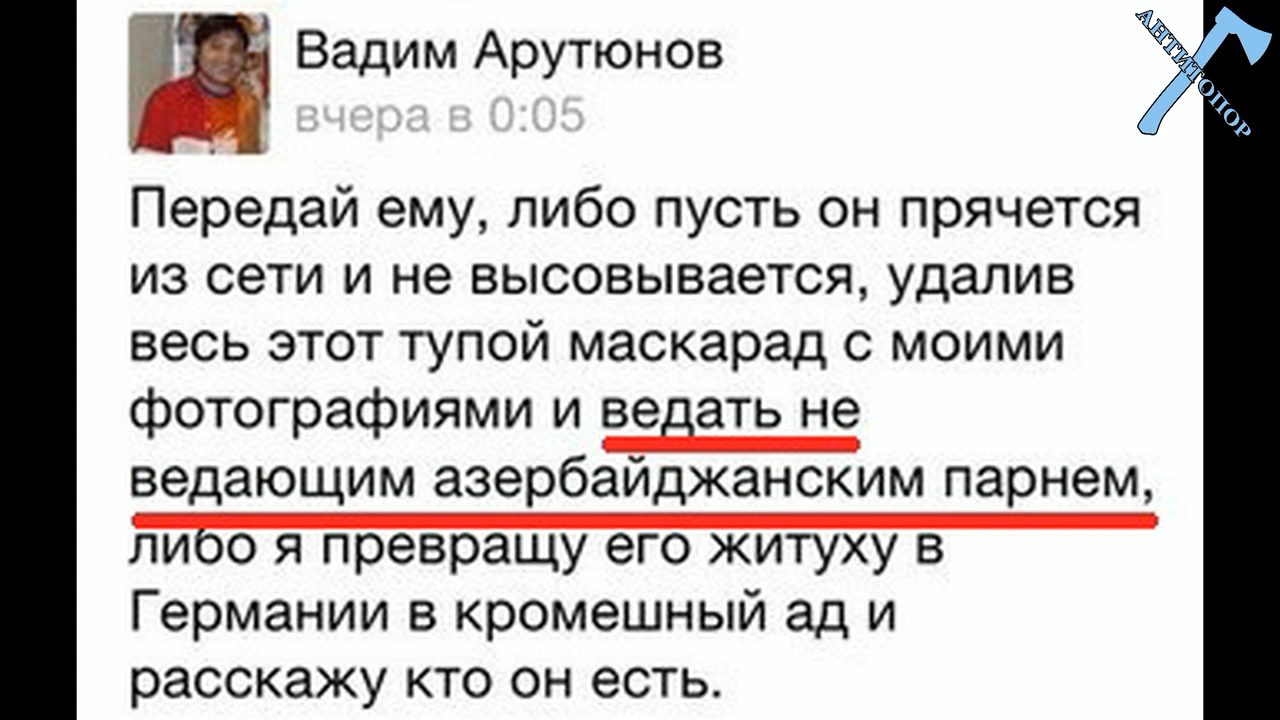 Вадим Арутюнов
вчера в 0:05
Передай ему, либо пусть он прячется
из сети и не высовывается, удалив
весь этот тупой маскарад с моими
фотографиями и ведать не
ведающим азербайджанским парнем,
либо я превращу его житуху в
Германии в кромешный ад и
расскажу кто он есть.
АНТИТОПОР